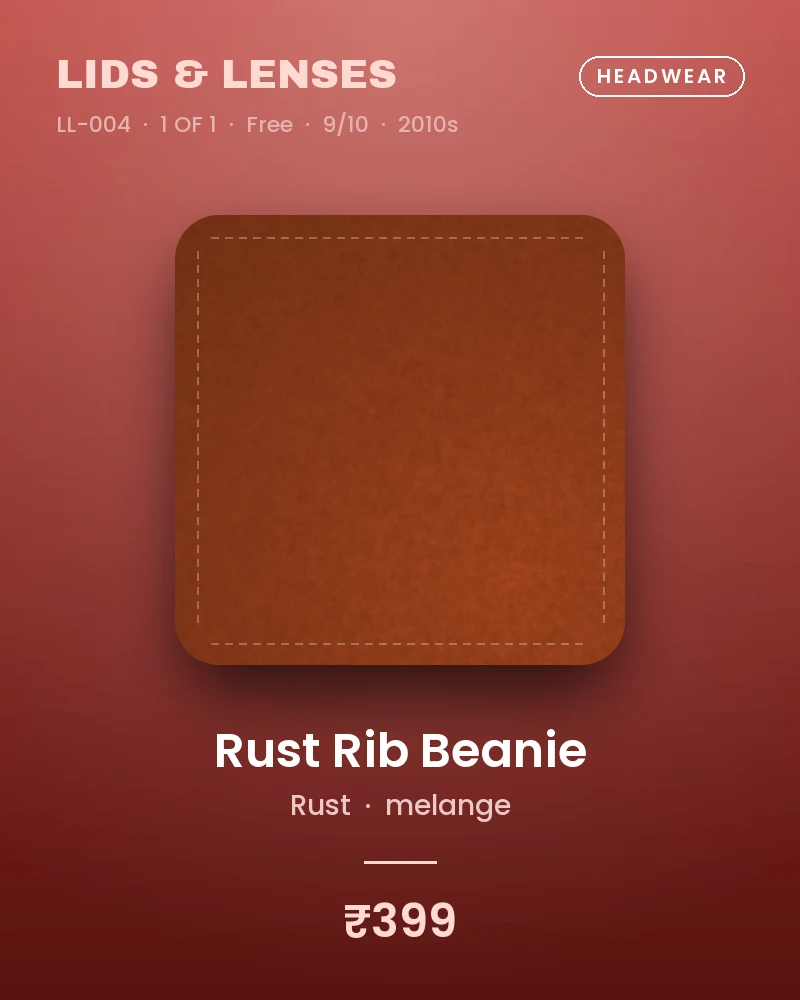 LIDS & LENSES
HEADWEAR
LL-004 · 1 OF 1 · Free · 9/10 · 2010s
Rust Rib Beanie
Rust · melange
₹399